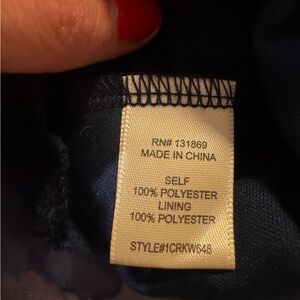 RN# 131869
MADE IN CHINA
SELF
100% POLYESTER
LINING
100% POLYESTER
STYLE#1CRKW648